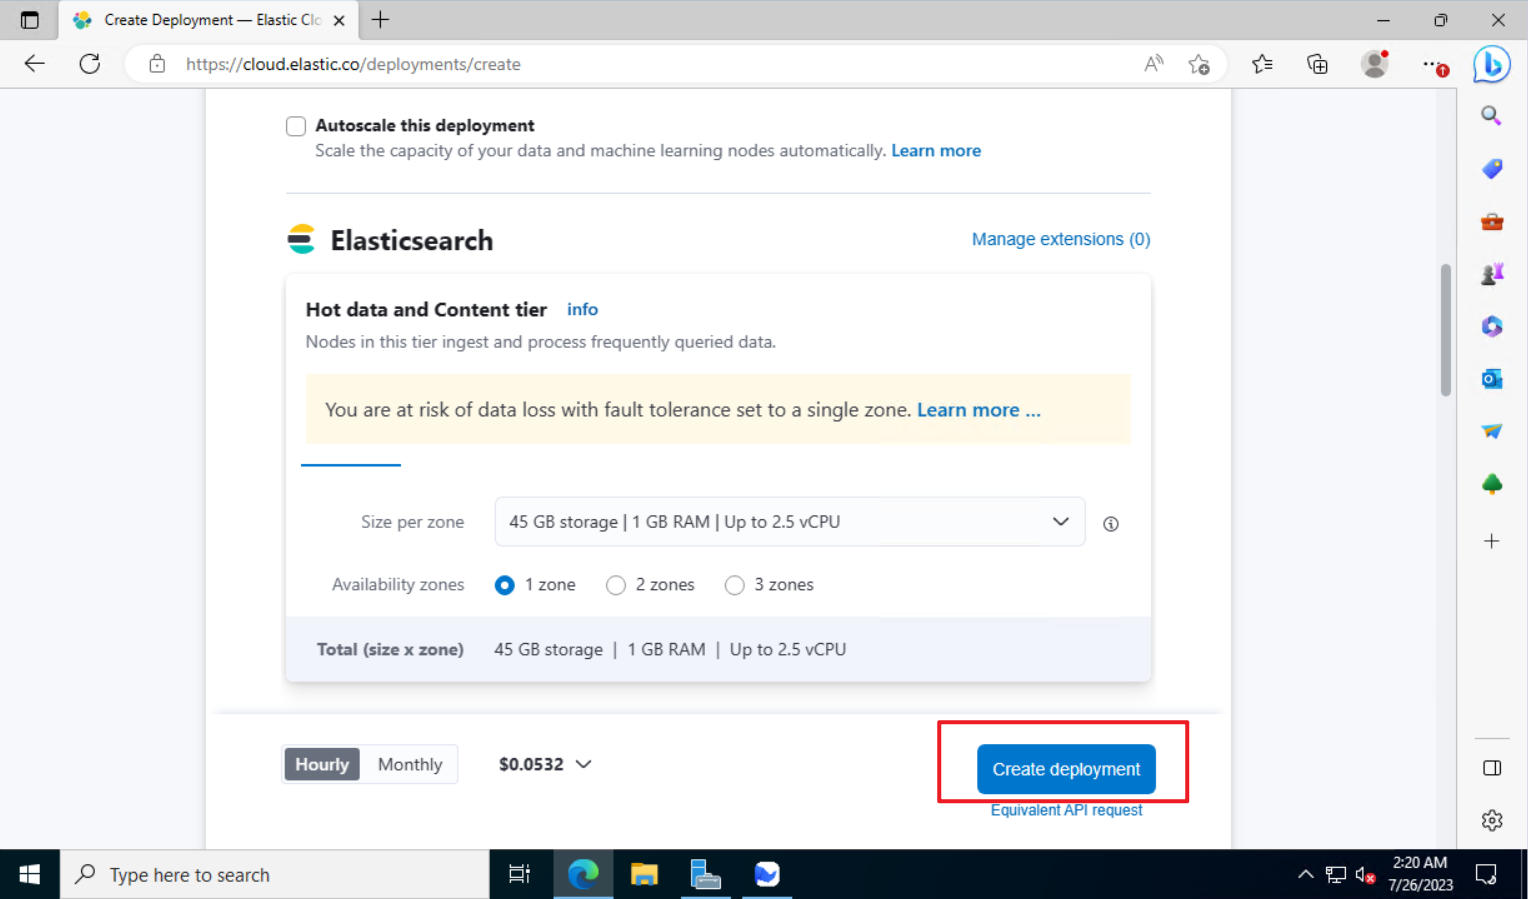 Create Deployment — Elastic Clo
https://cloud.elastic.co/deployments/create
Autoscale this deployment
Scale the capacity of your data and machine learning nodes automatically. Learn more
Elasticsearch
Manage extensions (0)
Hot data and Content tier info
Nodes in this tier ingest and process frequently queried data.
You are at risk of data loss with fault tolerance set to a single zone. Learn more ...
Size per zone 45 GB storage | 1 GB RAM | Up to 2.5 vCPU
Availability zones 1 zone 2 zones 3 zones
Total (size x zone) 45 GB storage | 1 GB RAM | Up to 2.5 vCPU
Hourly Monthly $0.0532 Create deployment
Equivalent API request
Type here to search
2:20 AM
7/26/2023